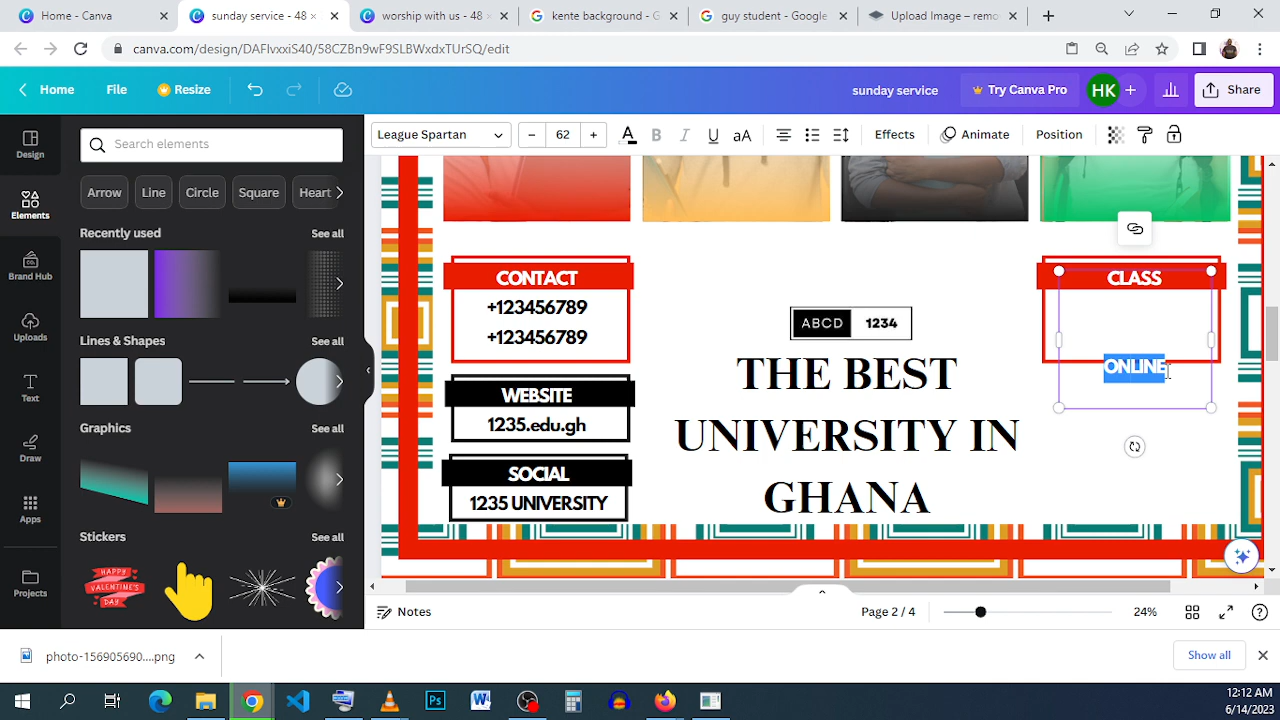 Home - Canva
sunday service - 48
worship with us - 48
kente background - G
guy student - Google
Upload Image – remo
canva.com/design/DAFlvxxiS40/58CZBn9wF9SLBWxdxTUrSQ/edit
Home
File
Resize
sunday service
Try Canva Pro
HK
Share
League Spartan
62
A
B
I
U
aA
Effects
Animate
Position
Design
Elements
Brand Hub
Uploads
Text
Draw
Apps
Projects
Search elements
Arrow
Line
Circle
Square
Heart
Recently used
See all
Lines & Shapes
See all
Graphics
See all
Stickers
See all
HAPPY
VALENTINE'S
DAY
CONTACT
+123456789
+123456789
WEBSITE
1235.edu.gh
SOCIAL
1235 UNIVERSITY
ABCD 1234
THE BEST
UNIVERSITY IN
GHANA
CLASS
ONLINE
Notes
Page 2 / 4
24%
photo-156905690....png
Show all
12:12 AM
6/14/2023